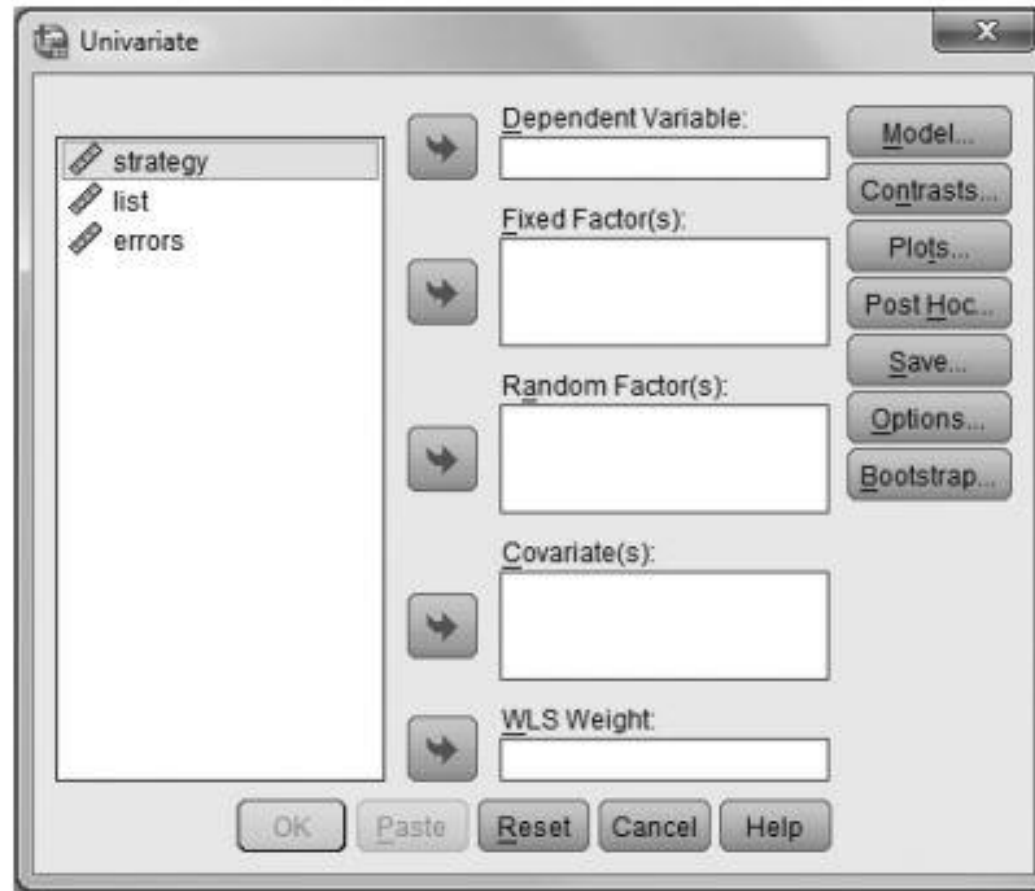 Univariate
strategy
list
errors
Dependent Variable:
Fixed Factor(s):
Random Factor(s):
Covariate(s):
WLS Weight:
Model...
Contrasts...
Plots...
Post Hoc...
Save...
Options...
Bootstrap...
OK Paste Reset Cancel Help